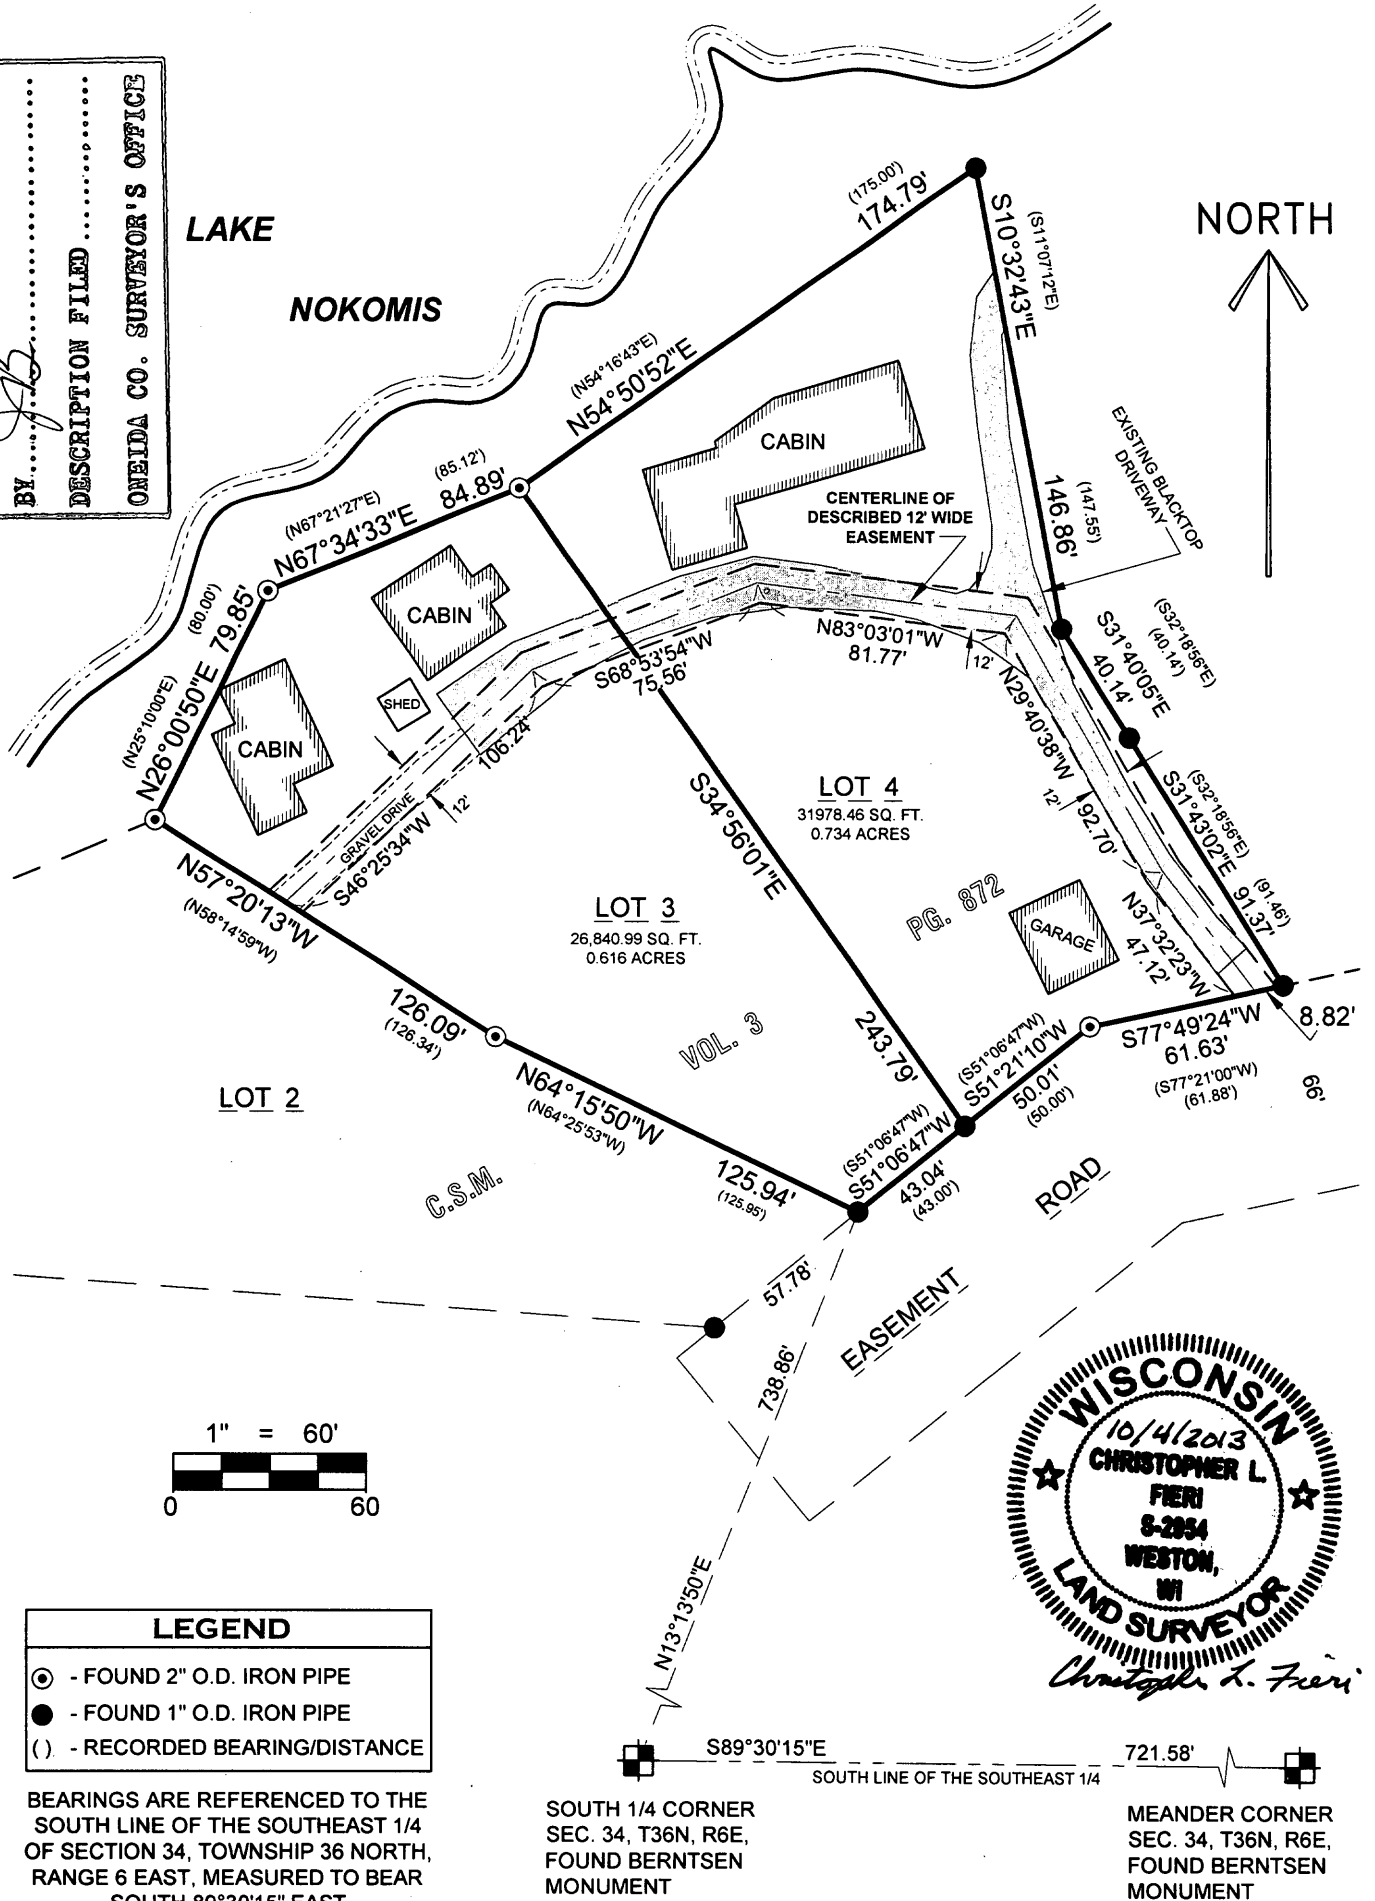 BY
DESCRIPTION FILED
ONEIDA CO. SURVEYOR'S OFFICE
LAKE
NOKOMIS
NORTH
(175.00')
174.79'
S10°32'43"E
(S11°07'12"E)
(N54°16'43"E)
N54°50'52"E
CABIN
EXISTING BLACKTOP
DRIVEWAY
(85.12')
84.89'
(N67°21'27"E)
N67°34'33"E
CENTERLINE OF
DESCRIBED 12' WIDE
EASEMENT
146.86'
(147.55')
(80.00')
79.85'
(N25°10'00"E)
N26°00'50"E
CABIN
SHED
CABIN
S68°53'54"W
75.56'
N83°03'01"W
81.77'
12'
S31°40'05"E
40.14'
(S32°18'56"E)
(40.14')
N29°40'38"W
92.70'
12'
106.24'
12'
GRAVEL DRIVE
S46°25'34"W
LOT 4
31978.46 SQ. FT.
0.734 ACRES
S34°56'01"E
243.79'
(S32°18'56"E)
S31°43'02"E
(91.46')
91.37'
N57°20'13"W
(N58°14'59"W)
126.09'
(126.34')
LOT 3
26,840.99 SQ. FT.
0.616 ACRES
PG. 872
GARAGE
N37°32'23"W
47.12'
VOL. 3
S77°49'24"W
61.63'
(S77°21'00"W)
(61.88')
8.82'
66'
(S51°06'47"W)
S51°21'10"W
50.01'
(50.00')
LOT 2
N64°15'50"W
(N64°25'53"W)
125.94'
(125.95')
(S51°06'47"W)
S51°06'47"W
43.04'
(43.00')
C.S.M.
ROAD
EASEMENT
57.78'
738.86'
N13°13'50"E
1" = 60'
0 60
WISCONSIN
10/4/2013
CHRISTOPHER L.
FIERI
S-2954
WESTON,
WI
LAND SURVEYOR
Christopher L. Fieri
LEGEND
- FOUND 2" O.D. IRON PIPE
- FOUND 1" O.D. IRON PIPE
( ) - RECORDED BEARING/DISTANCE
BEARINGS ARE REFERENCED TO THE
SOUTH LINE OF THE SOUTHEAST 1/4
OF SECTION 34, TOWNSHIP 36 NORTH,
RANGE 6 EAST, MEASURED TO BEAR
SOUTH 89°30'15" EAST
S89°30'15"E
721.58'
SOUTH LINE OF THE SOUTHEAST 1/4
SOUTH 1/4 CORNER
SEC. 34, T36N, R6E,
FOUND BERNTSEN
MONUMENT
MEANDER CORNER
SEC. 34, T36N, R6E,
FOUND BERNTSEN
MONUMENT